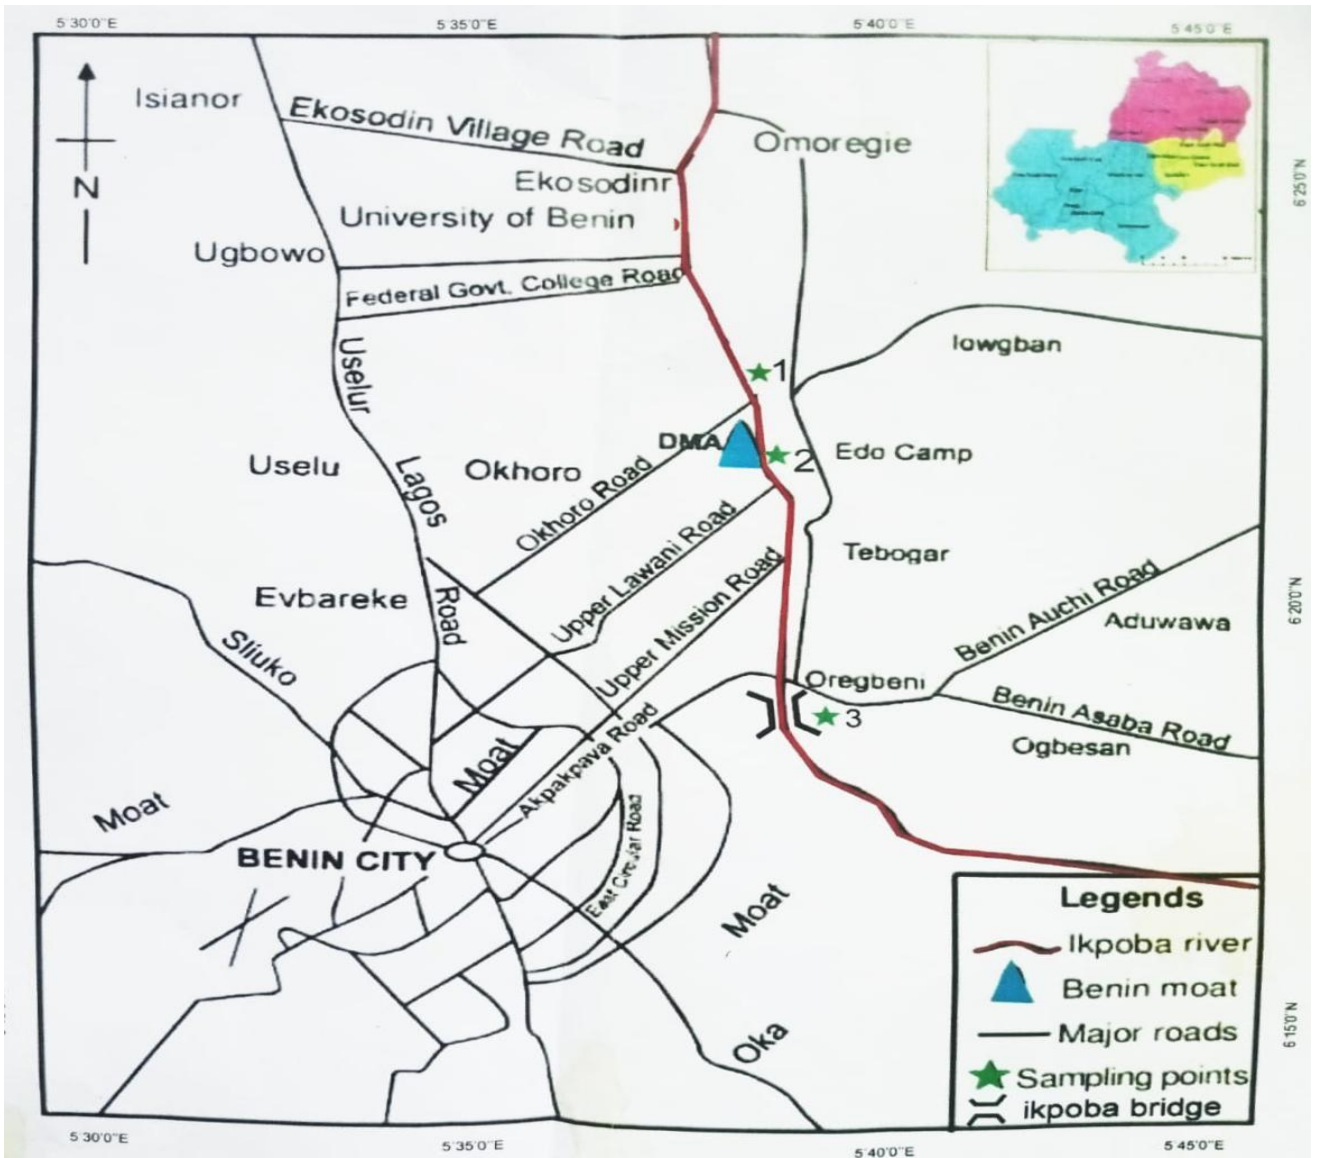 5˚30'0"E
5˚35'0"E
5˚40'0"E
5˚45'0"E
Isianor
Ekosodin Village Road
Omoregie
N
Ekosodinr
University of Benin
Ugbowo
Federal Govt. College Road
6˚25'0"N
Uselur
Iowgban
1
DMA
2
Edo Camp
Uselu
Lagos
Okhoro
Okhoro Road
Upper Lawani Road
Tebogar
Upper Mission Road
Benin Auchi Road
6˚20'0"N
Evbareke
Road
Aduwawa
Sliuko
Oregbeni
3
Benin Asaba Road
Ogbesan
Moat
Akpakpava Road
Moat
BENIN CITY
East Circular Road
Moat
Oka
Legends
Ikpoba river
Benin moat
Major roads
Sampling points
ikpoba bridge
6˚15'0"N
5˚30'0"E
5˚35'0"E
5˚40'0"E
5˚45'0"E